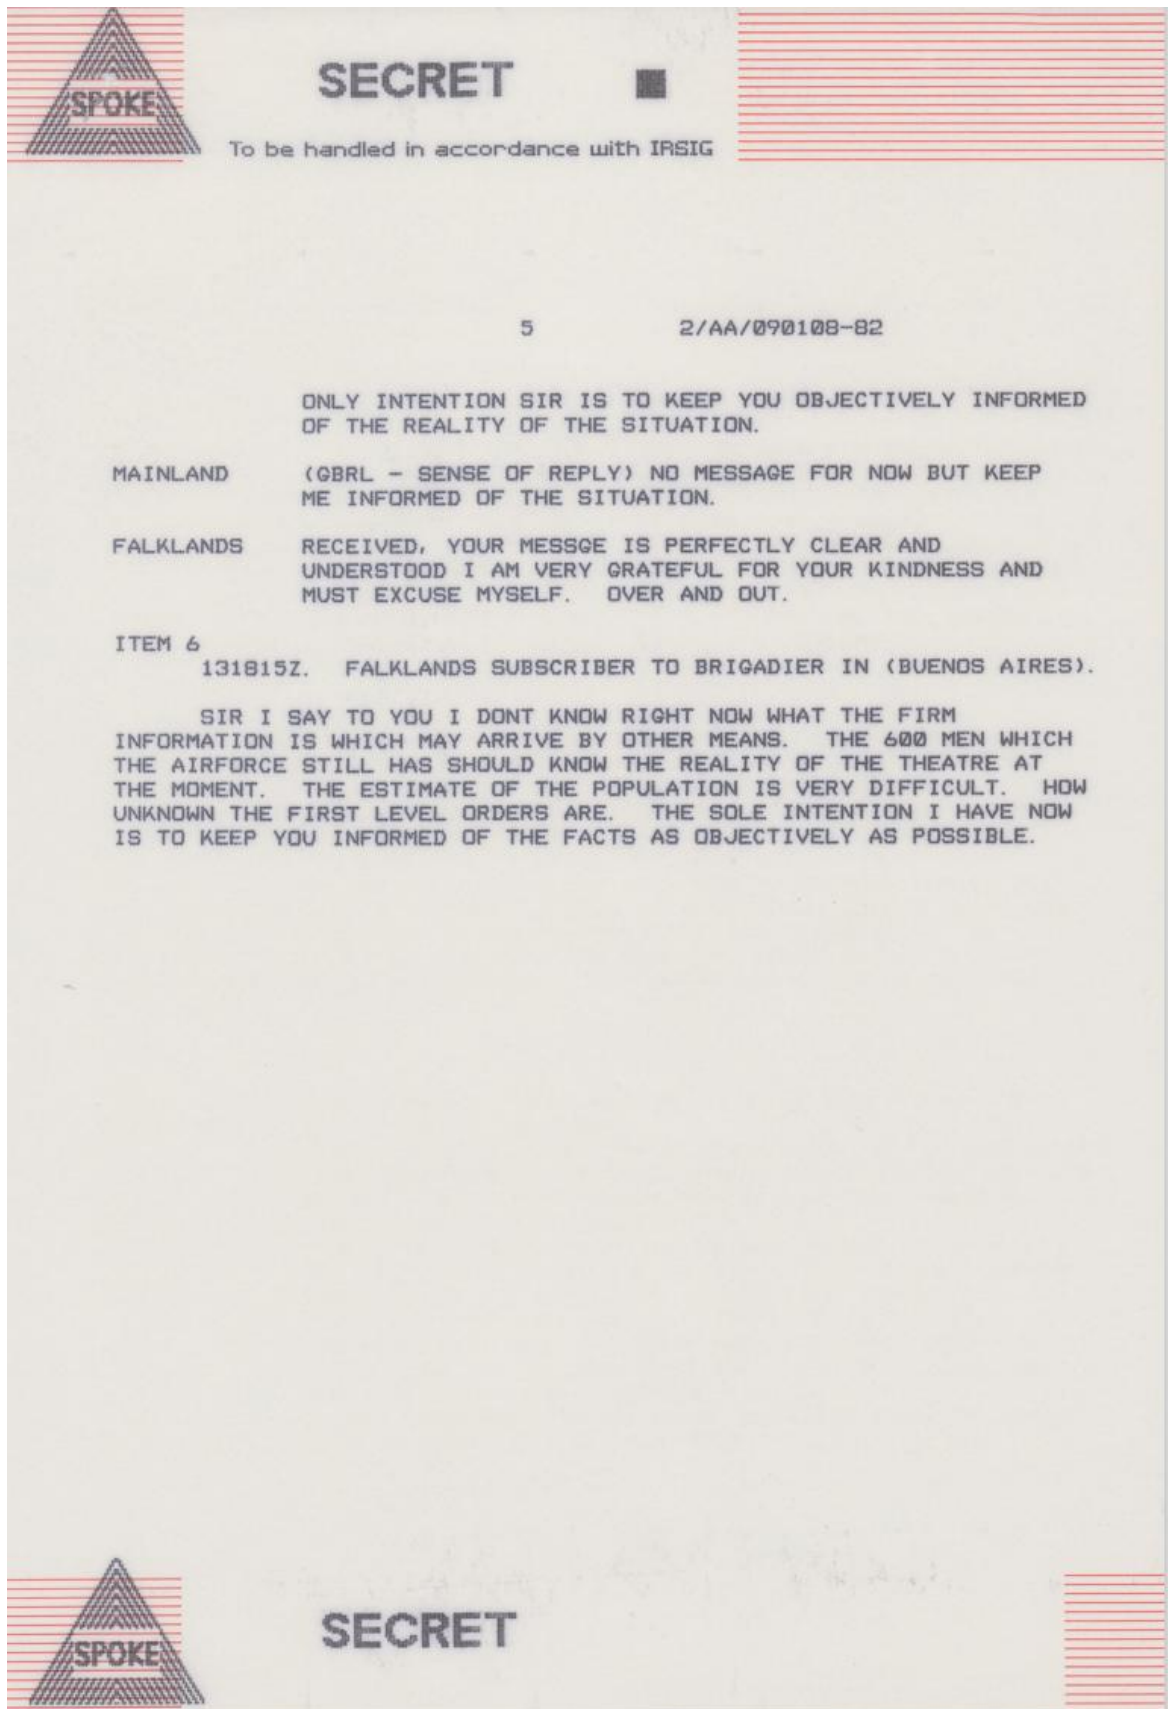 SPOKE
SECRET
To be handled in accordance with IRSIG
5 2/AA/090108-82
ONLY INTENTION SIR IS TO KEEP YOU OBJECTIVELY INFORMED
OF THE REALITY OF THE SITUATION.
MAINLAND (GBRL - SENSE OF REPLY) NO MESSAGE FOR NOW BUT KEEP
ME INFORMED OF THE SITUATION.
FALKLANDS RECEIVED, YOUR MESSGE IS PERFECTLY CLEAR AND
UNDERSTOOD I AM VERY GRATEFUL FOR YOUR KINDNESS AND
MUST EXCUSE MYSELF. OVER AND OUT.
ITEM 6
131815Z. FALKLANDS SUBSCRIBER TO BRIGADIER IN (BUENOS AIRES).
SIR I SAY TO YOU I DONT KNOW RIGHT NOW WHAT THE FIRM
INFORMATION IS WHICH MAY ARRIVE BY OTHER MEANS. THE 600 MEN WHICH
THE AIRFORCE STILL HAS SHOULD KNOW THE REALITY OF THE THEATRE AT
THE MOMENT. THE ESTIMATE OF THE POPULATION IS VERY DIFFICULT. HOW
UNKNOWN THE FIRST LEVEL ORDERS ARE. THE SOLE INTENTION I HAVE NOW
IS TO KEEP YOU INFORMED OF THE FACTS AS OBJECTIVELY AS POSSIBLE.
SPOKE
SECRET